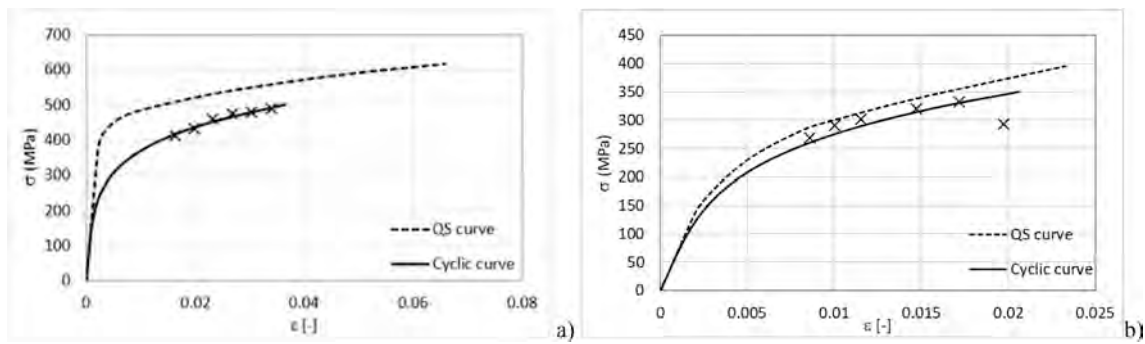 700
600
500
400
300
200
100
0
σ (MPa)
QS curve
Cyclic curve
0
0.02
0.04
0.06
0.08
ε [-]
a)
450
400
350
300
250
200
150
100
50
0
σ (MPa)
QS curve
Cyclic curve
0
0.005
0.01
0.015
0.02
0.025
ε [-]
b)